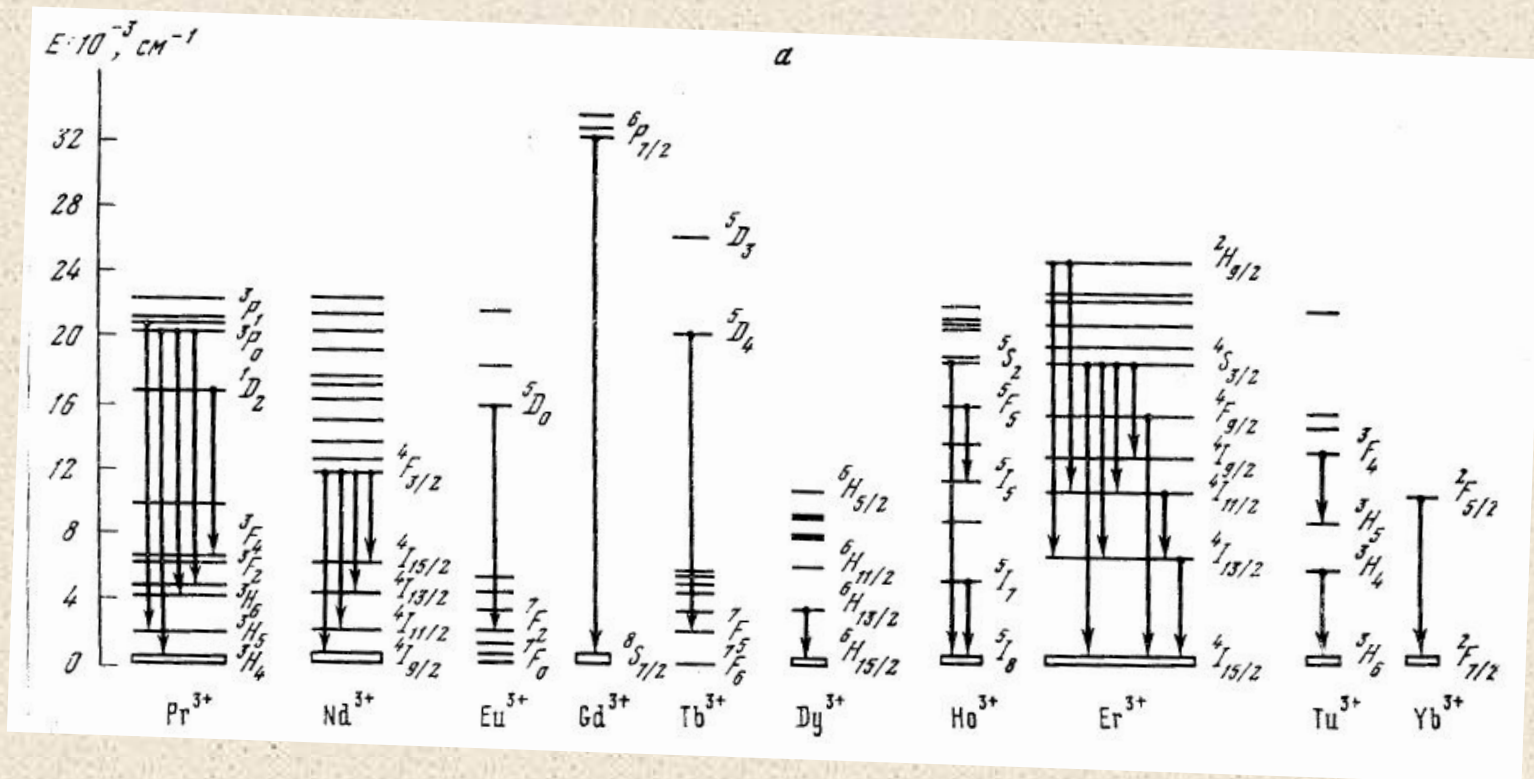 E·10⁻³, см⁻¹
а
32
28
24
20
16
12
8
4
0
³P₁
³P₀
¹D₂
³F₄
³F₂
³H₆
³H₅
³H₄
⁴F₃/₂
⁴I₁₅/₂
⁴I₁₃/₂
⁴I₁₁/₂
⁴I₉/₂
⁵D₀
⁷F₂
⁷F₀
⁶P₇/₂
⁸S₇/₂
⁵D₃
⁵D₄
⁷F₅
⁷F₆
⁶H₅/₂
⁶H₁₁/₂
⁶H₁₃/₂
⁶H₁₅/₂
⁵S₂
⁵F₅
⁵I₇
⁵I₈
²H₉/₂
⁴S₃/₂
⁴F₉/₂
⁴I₉/₂
⁴I₁₁/₂
⁴I₁₃/₂
⁴I₁₅/₂
³F₄
³H₅
³H₄
³H₆
²F₅/₂
²F₇/₂
Pr³⁺ Nd³⁺ Eu³⁺ Gd³⁺ Tb³⁺ Dy³⁺ Ho³⁺ Er³⁺ Tu³⁺ Yb³⁺